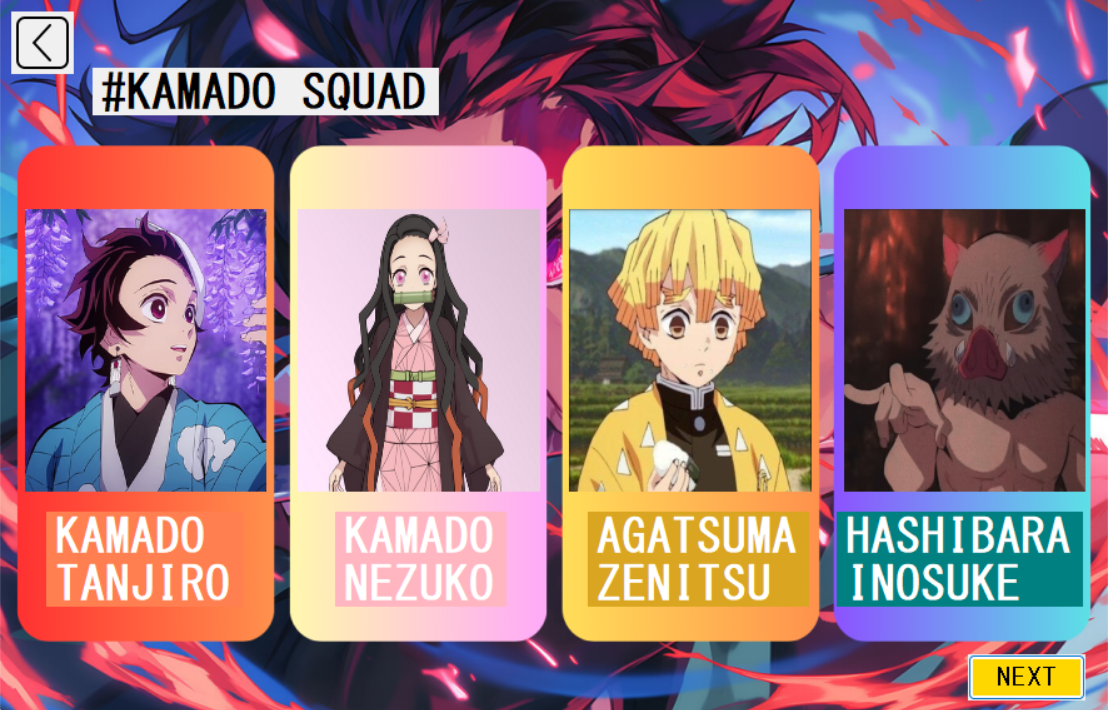 #KAMADO SQUAD
KAMADO
TANJIRO
KAMADO
NEZUKO
AGATSUMA
ZENITSU
HASHIBARA
INOSUKE
NEXT